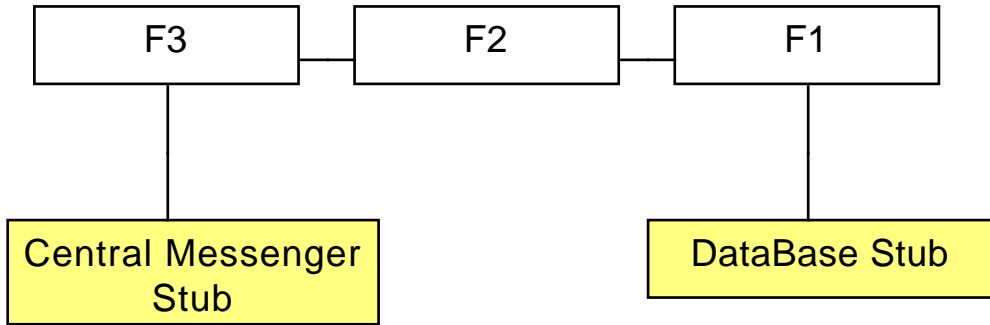 F3
F2
F1
Central Messenger
Stub
DataBase Stub